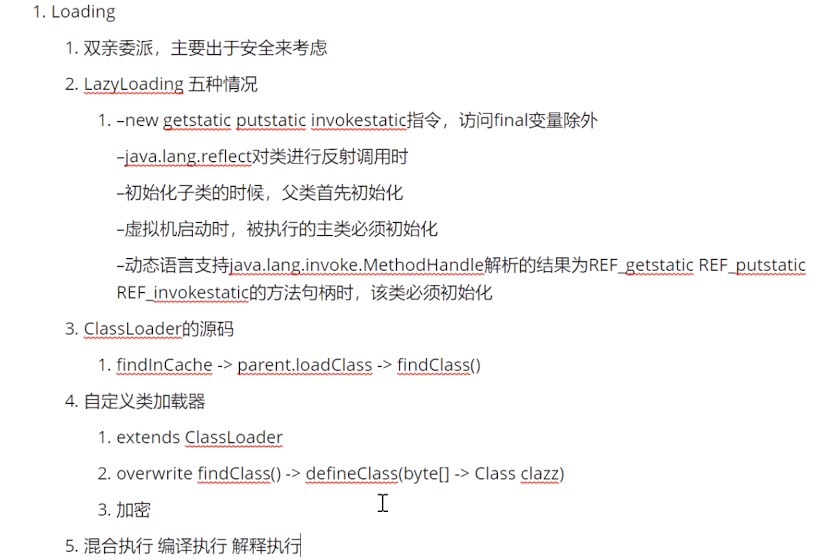 1. Loading
1. 双亲委派，主要出于安全来考虑
2. LazyLoading 五种情况
1. –new getstatic putstatic invokestatic指令，访问final变量除外
–java.lang.reflect对类进行反射调用时
–初始化子类的时候，父类首先初始化
–虚拟机启动时，被执行的主类必须初始化
–动态语言支持java.lang.invoke.MethodHandle解析的结果为REF_getstatic REF_putstatic
REF_invokestatic的方法句柄时，该类必须初始化
3. ClassLoader的源码
1. findInCache -> parent.loadClass -> findClass()
4. 自定义类加载器
1. extends ClassLoader
2. overwrite findClass() -> defineClass(byte[] -> Class clazz)
3. 加密
5. 混合执行 编译执行 解释执行